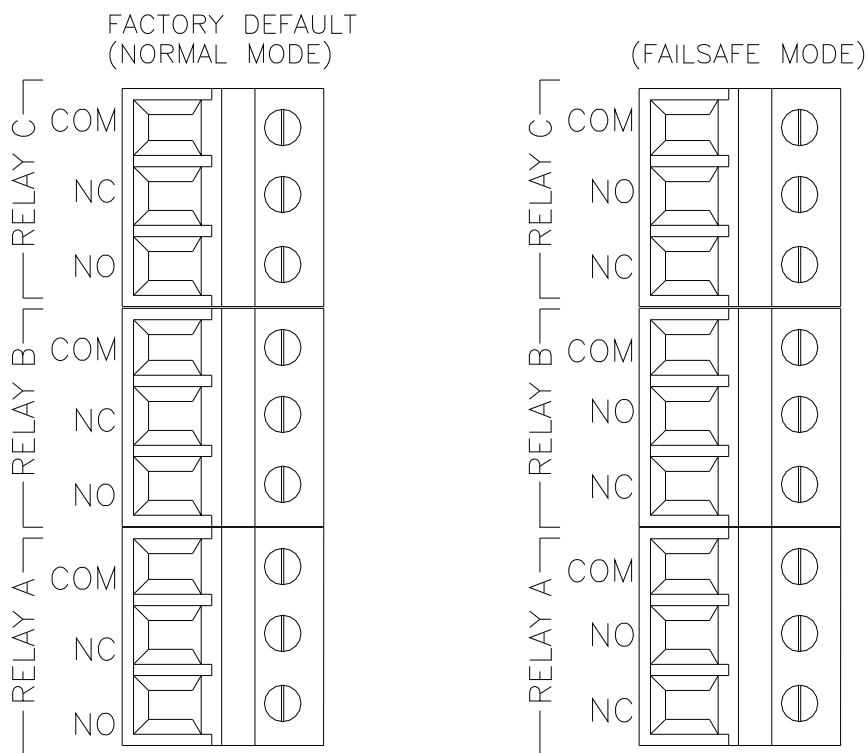 FACTORY DEFAULT
(NORMAL MODE)
RELAY C
COM
NC
NO
RELAY B
COM
NC
NO
RELAY A
COM
NC
NO
(FAILSAFE MODE)
RELAY C
COM
NO
NC
RELAY B
COM
NO
NC
RELAY A
COM
NO
NC